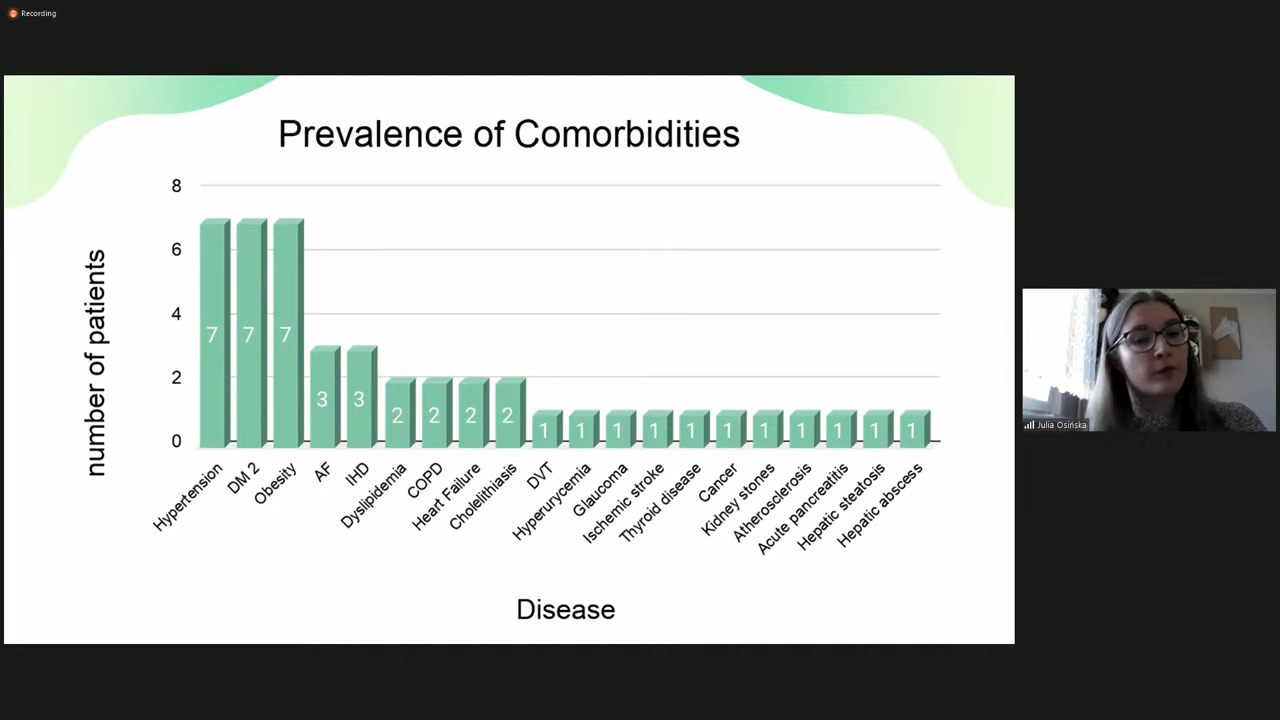 Recording
Prevalence of Comorbidities
number of patients
8
6
4
2
0
7
7
7
3
3
2
2
2
2
1
1
1
1
1
1
1
1
1
1
1
Hypertension
DM 2
Obesity
AF
IHD
Dyslipidemia
COPD
Heart Failure
Cholelithiasis
DVT
Hyperurycemia
Glaucoma
Ischemic stroke
Thyroid disease
Cancer
Kidney stones
Atherosclerosis
Acute pancreatitis
Hepatic steatosis
Hepatic abscess
Disease
Julia Osińska